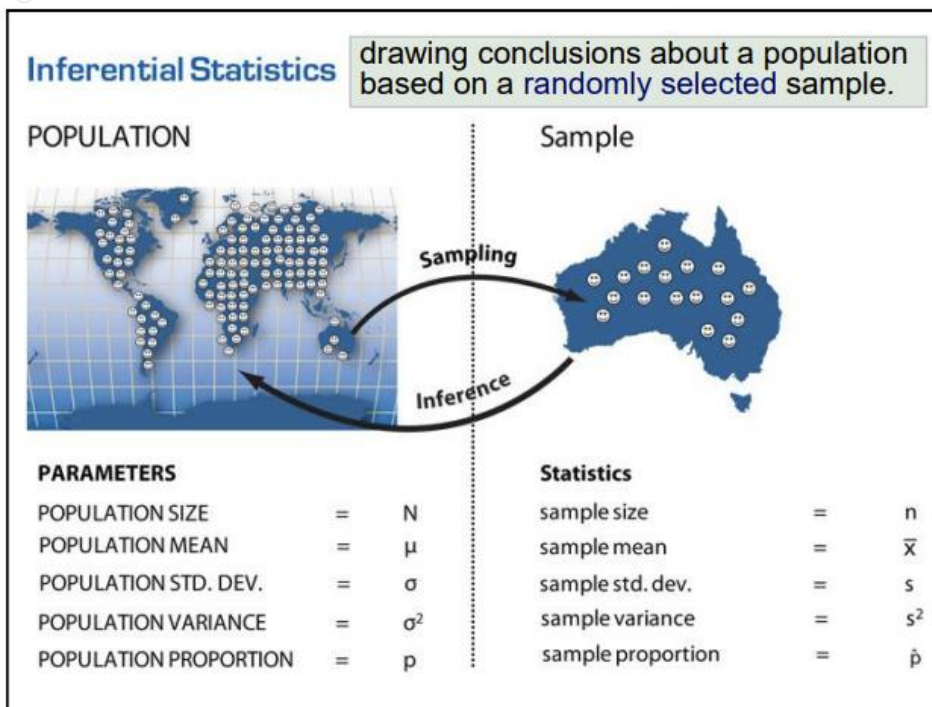 Inferential Statistics
drawing conclusions about a population
based on a randomly selected sample.
POPULATION
Sample
Sampling
Inference
PARAMETERS
POPULATION SIZE = N
POPULATION MEAN = μ
POPULATION STD. DEV. = σ
POPULATION VARIANCE = σ²
POPULATION PROPORTION = p
Statistics
sample size = n
sample mean = x̅
sample std. dev. = s
sample variance = s²
sample proportion = p̂